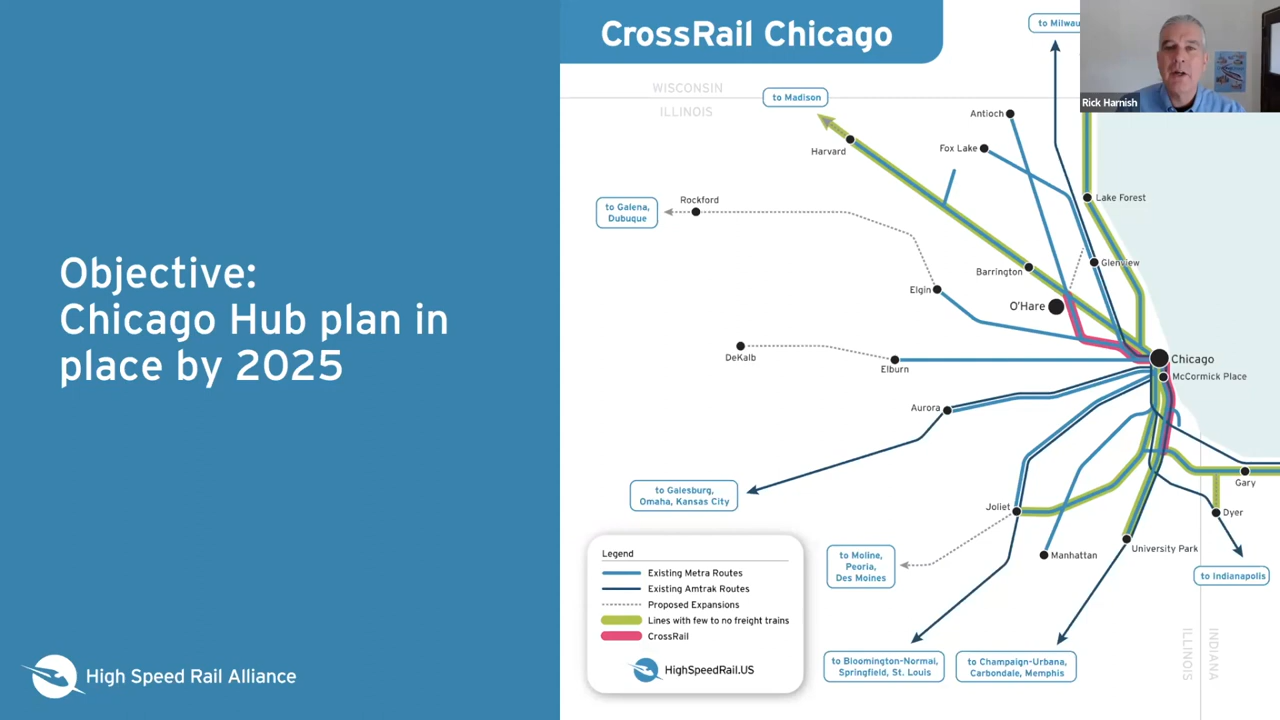 Objective:
Chicago Hub plan in
place by 2025
High Speed Rail Alliance
CrossRail Chicago
WISCONSIN
ILLINOIS
to Madison
to Milwau
Rick Harnish
Antioch
Fox Lake
Harvard
to Galena,
Dubuque
Rockford
Lake Forest
Glenview
Barrington
Elgin
O'Hare
DeKalb
Elburn
Chicago
McCormick Place
Aurora
to Galesburg,
Omaha, Kansas City
Gary
Joliet
Dyer
Manhattan
University Park
to Moline,
Peoria,
Des Moines
to Indianapolis
Legend
Existing Metra Routes
Existing Amtrak Routes
Proposed Expansions
Lines with few to no freight trains
CrossRail
HighSpeedRail.US
to Bloomington-Normal,
Springfield, St. Louis
to Champaign-Urbana,
Carbondale, Memphis
ILLINOIS
INDIANA